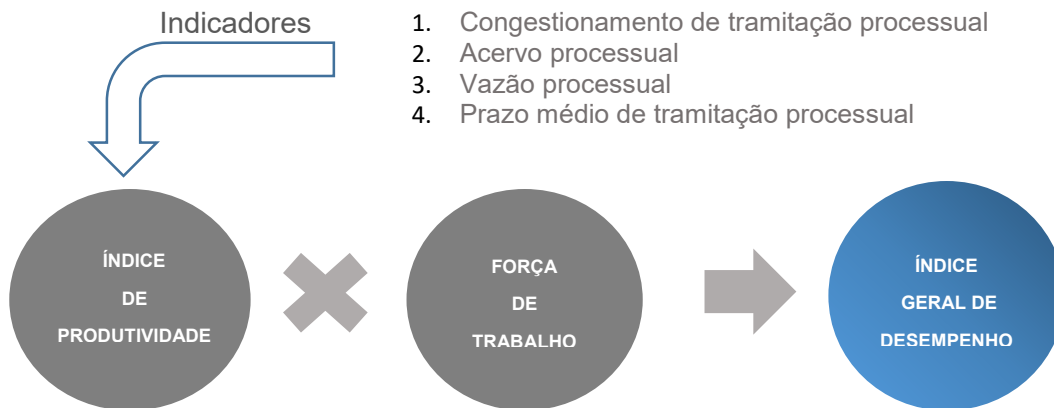 Indicadores
1. Congestionamento de tramitação processual
2. Acervo processual
3. Vazão processual
4. Prazo médio de tramitação processual
ÍNDICE
DE
PRODUTIVIDADE
FORÇA
DE
TRABALHO
ÍNDICE
GERAL DE
DESEMPENHO